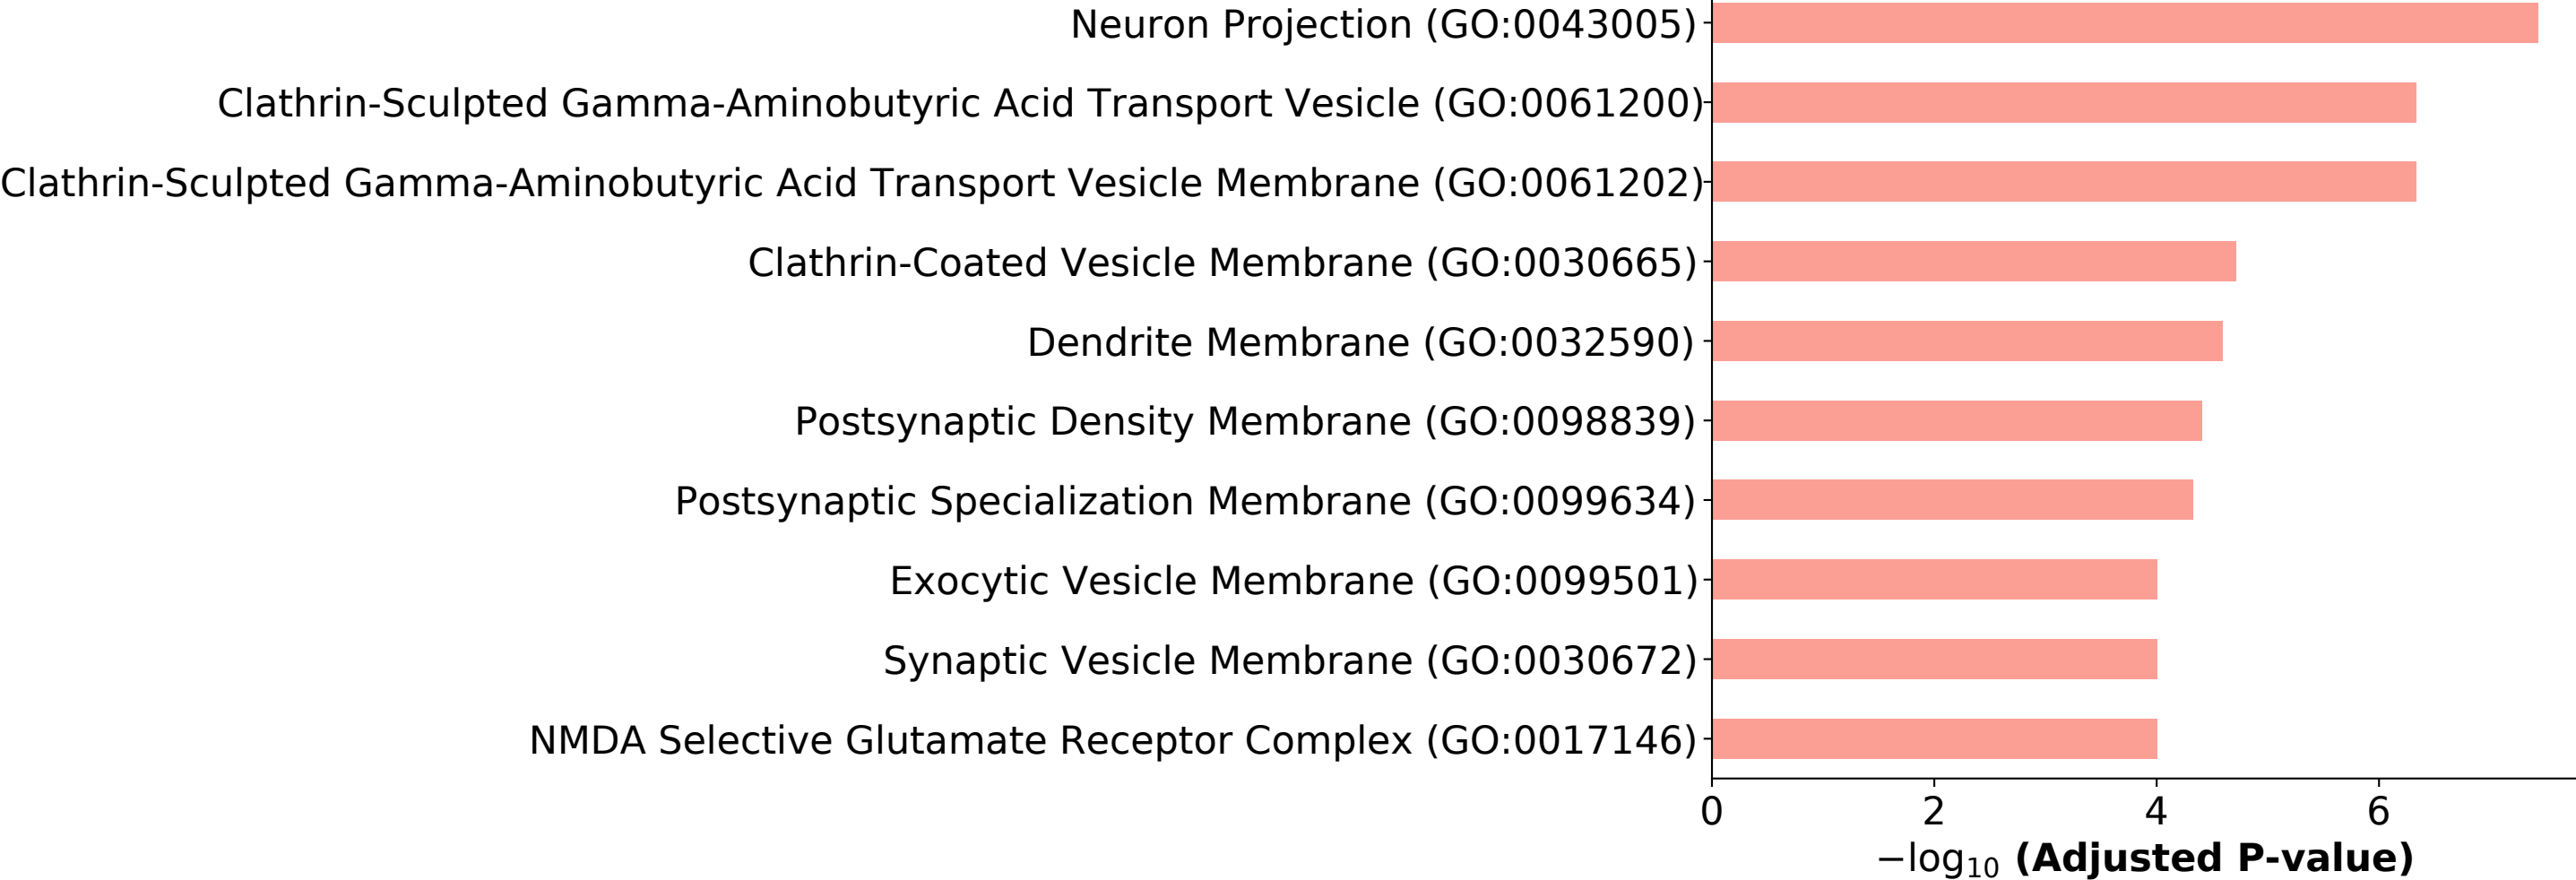 Neuron Projection (GO:0043005)
Clathrin-Sculpted Gamma-Aminobutyric Acid Transport Vesicle (GO:0061200)
Clathrin-Sculpted Gamma-Aminobutyric Acid Transport Vesicle Membrane (GO:0061202)
Clathrin-Coated Vesicle Membrane (GO:0030665)
Dendrite Membrane (GO:0032590)
Postsynaptic Density Membrane (GO:0098839)
Postsynaptic Specialization Membrane (GO:0099634)
Exocytic Vesicle Membrane (GO:0099501)
Synaptic Vesicle Membrane (GO:0030672)
NMDA Selective Glutamate Receptor Complex (GO:0017146)
0 2 4 6
−log₁₀ (Adjusted P-value)